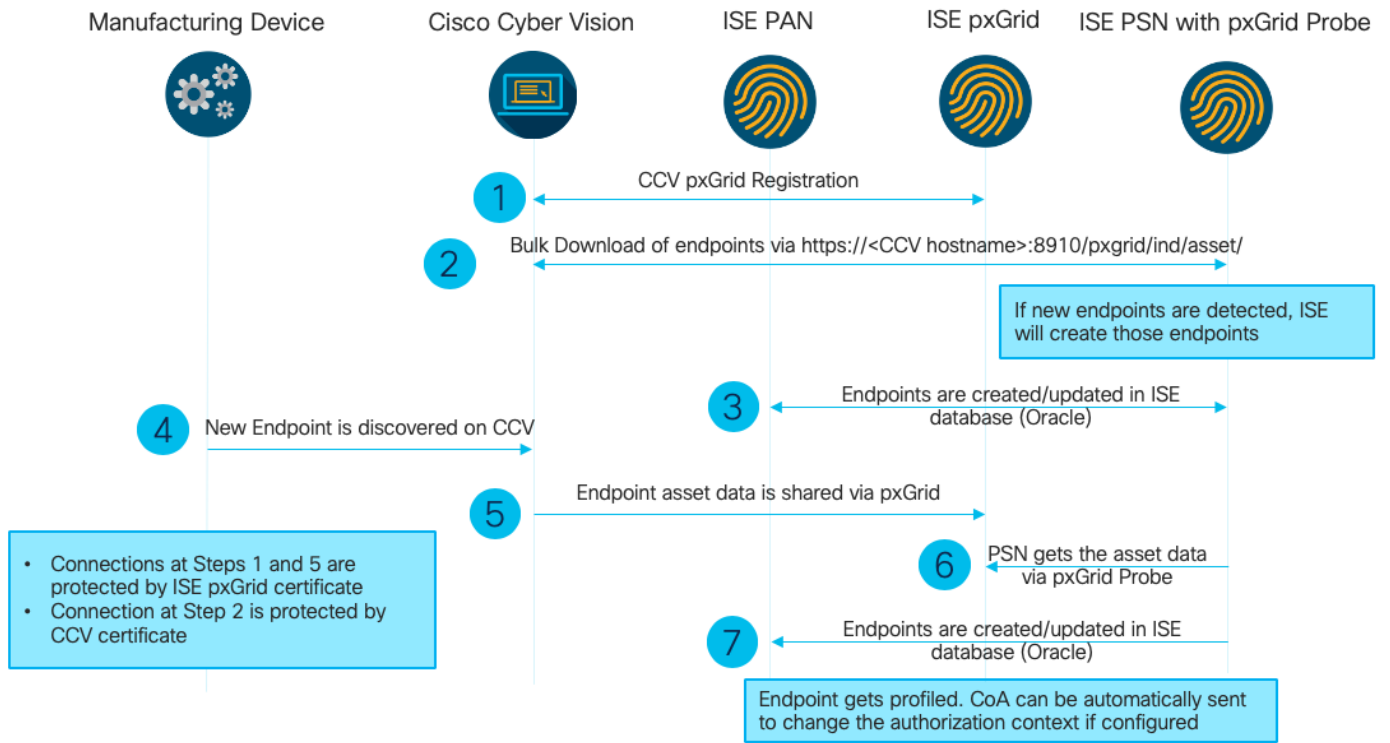 Manufacturing Device
Cisco Cyber Vision
ISE PAN
ISE pxGrid
ISE PSN with pxGrid Probe
1
CCV pxGrid Registration
2
Bulk Download of endpoints via https://<CCV hostname>:8910/pxgrid/ind/asset/
If new endpoints are detected, ISE
will create those endpoints
3
Endpoints are created/updated in ISE
database (Oracle)
4
New Endpoint is discovered on CCV
5
Endpoint asset data is shared via pxGrid
• Connections at Steps 1 and 5 are
protected by ISE pxGrid certificate
• Connection at Step 2 is protected by
CCV certificate
6
PSN gets the asset data
via pxGrid Probe
7
Endpoints are created/updated in ISE
database (Oracle)
Endpoint gets profiled. CoA can be automatically sent
to change the authorization context if configured